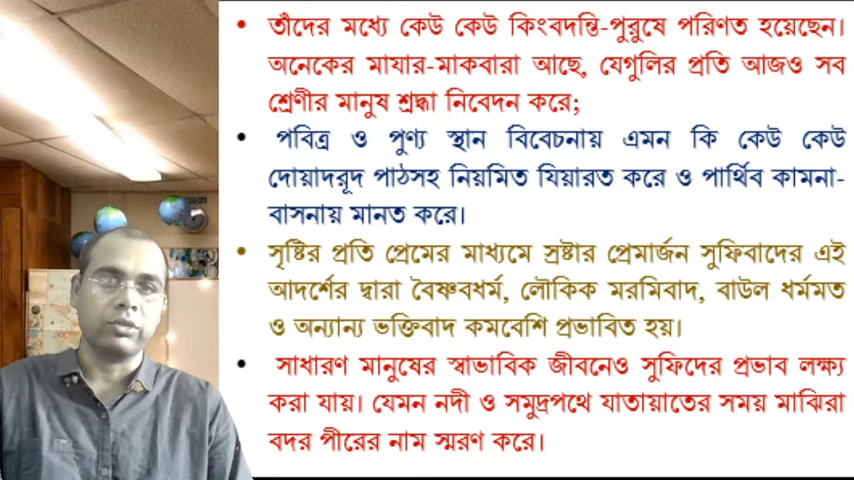 • তাঁদের মধ্যে কেউ কেউ কিংবদন্তি-পুরুষে পরিণত হয়েছেন।
অনেকের মাযার-মাকবারা আছে, যেগুলির প্রতি আজও সব
শ্রেণীর মানুষ শ্রদ্ধা নিবেদন করে;
• পবিত্র ও পুণ্য স্থান বিবেচনায় এমন কি কেউ কেউ
দোয়াদরূদ পাঠসহ নিয়মিত যিয়ারত করে ও পার্থিব কামনা-
বাসনায় মানত করে।
• সৃষ্টির প্রতি প্রেমের মাধ্যমে স্রষ্টার প্রেমার্জন সুফিবাদের এই
আদর্শের দ্বারা বৈষ্ণবধর্ম, লৌকিক মরমিবাদ, বাউল ধর্মমত
ও অন্যান্য ভক্তিবাদ কমবেশি প্রভাবিত হয়।
• সাধারণ মানুষের স্বাভাবিক জীবনেও সুফিদের প্রভাব লক্ষ্য
করা যায়। যেমন নদী ও সমুদ্রপথে যাতায়াতের সময় মাঝিরা
বদর পীরের নাম স্মরণ করে।